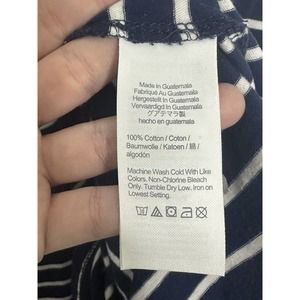 Made In Guatemala
Fabriqué Au Guatemala
Hergestellt In Guatemala
Vervaardigd In Guatemala
グアテマラ製
hecho en guatemala
100% Cotton / Coton /
Baumwolle / Katoen / 綿 /
algodón
Machine Wash Cold With Like
Colors. Non-Chlorine Bleach
Only. Tumble Dry Low. Iron on
Lowest Setting.